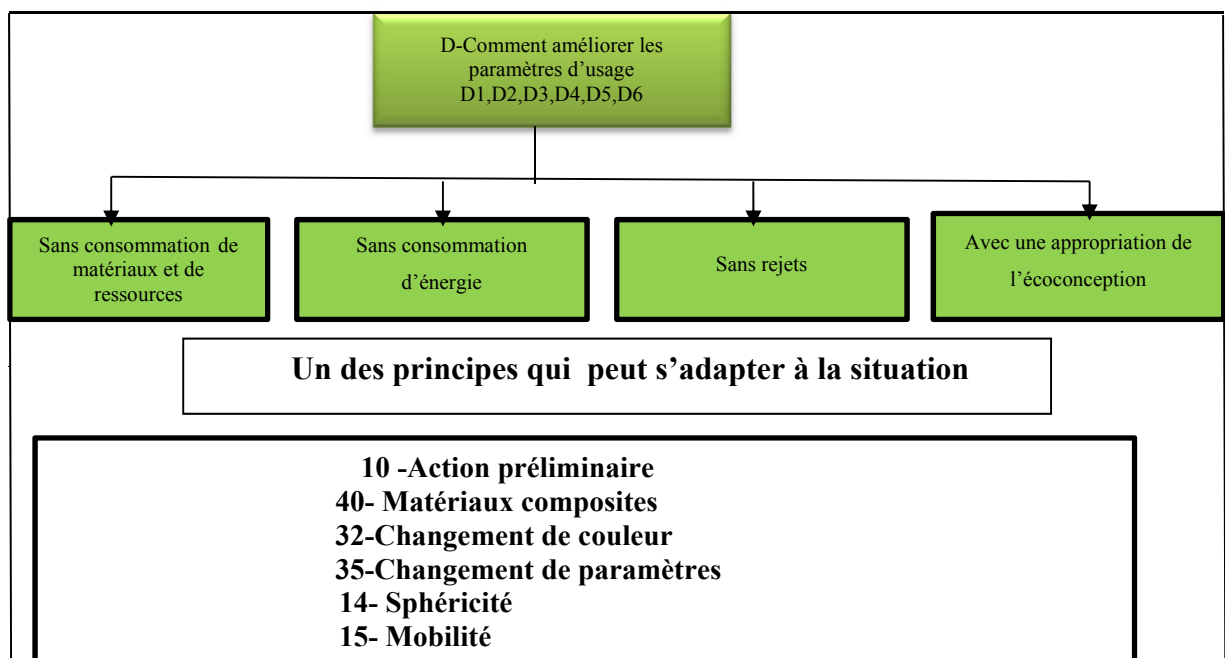 D-Comment améliorer les
paramètres d’usage
D1,D2,D3,D4,D5,D6
Sans consommation de
matériaux et de
ressources
Sans consommation
d’énergie
Sans rejets
Avec une appropriation de
l’écoconception
Un des principes qui peut s’adapter à la situation
10 -Action préliminaire
40- Matériaux composites
32-Changement de couleur
35-Changement de paramètres
14- Sphéricité
15- Mobilité